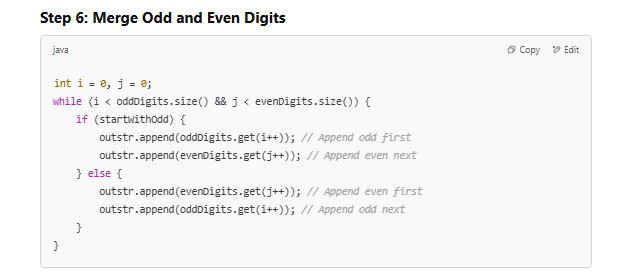 Step 6: Merge Odd and Even Digits
java
Copy
Edit
int i = 0, j = 0;
while (i < oddDigits.size() && j < evenDigits.size()) {
    if (startWithOdd) {
        outstr.append(oddDigits.get(i++)); // Append odd first
        outstr.append(evenDigits.get(j++)); // Append even next
    } else {
        outstr.append(evenDigits.get(j++)); // Append even first
        outstr.append(oddDigits.get(i++)); // Append odd next
    }
}